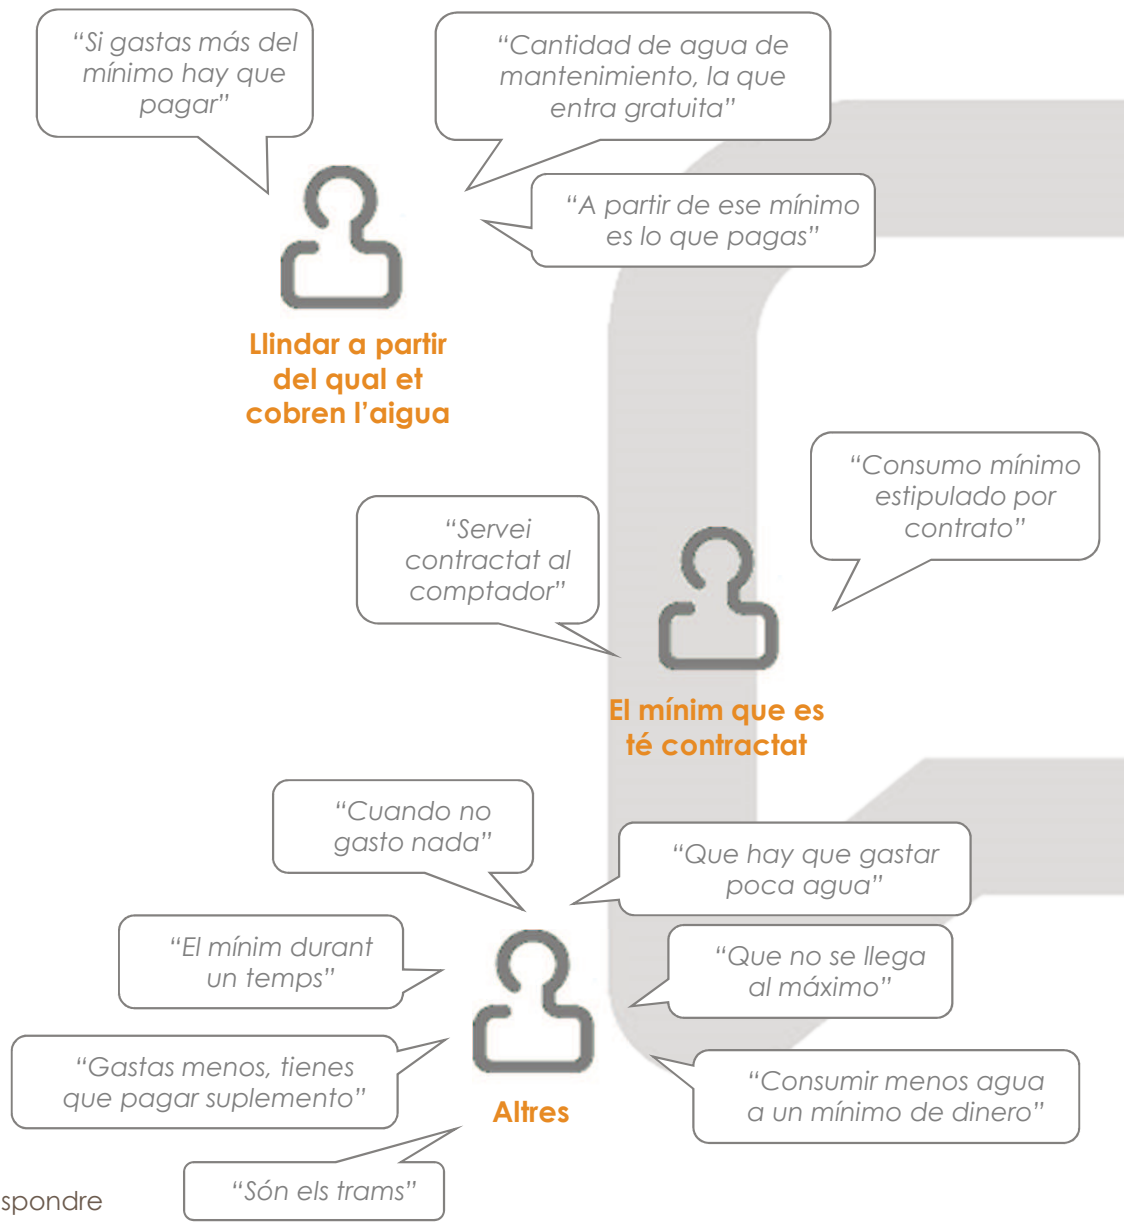 “Si gastas más del
mínimo hay que
pagar”
“Cantidad de agua de
mantenimiento, la que
entra gratuita”
“A partir de ese mínimo
es lo que pagas”
Llindar a partir
del qual et
cobren l’aigua
“Consumo mínimo
estipulado por
contrato”
“Servei
contractat al
comptador”
El mínim que es
té contractat
“Cuando no
gasto nada”
“Que hay que gastar
poca agua”
“El mínim durant
un temps”
“Que no se llega
al máximo”
“Gastas menos, tienes
que pagar suplemento”
“Consumir menos agua
a un mínimo de dinero”
Altres
“Són els trams”
spondre